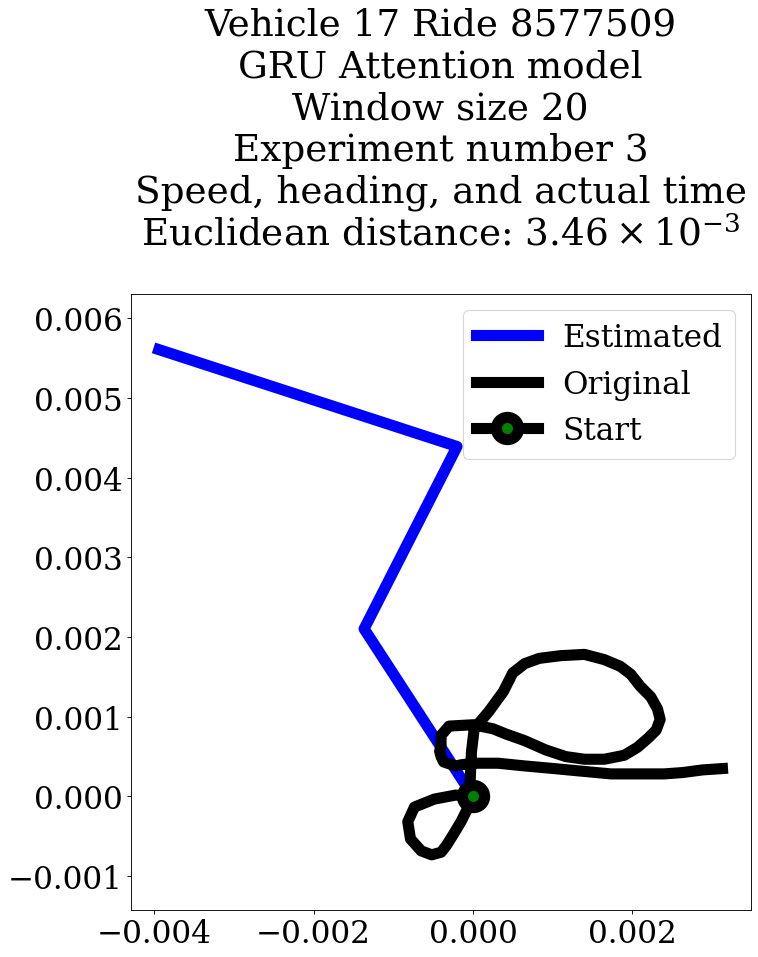 Vehicle 17 Ride 8577509
GRU Attention model
Window size 20
Experiment number 3
Speed, heading, and actual time
Euclidean distance: 3.46 × 10⁻³
Estimated
Original
Start
0.006
0.005
0.004
0.003
0.002
0.001
0.000
−0.001
−0.004
−0.002
0.000
0.002